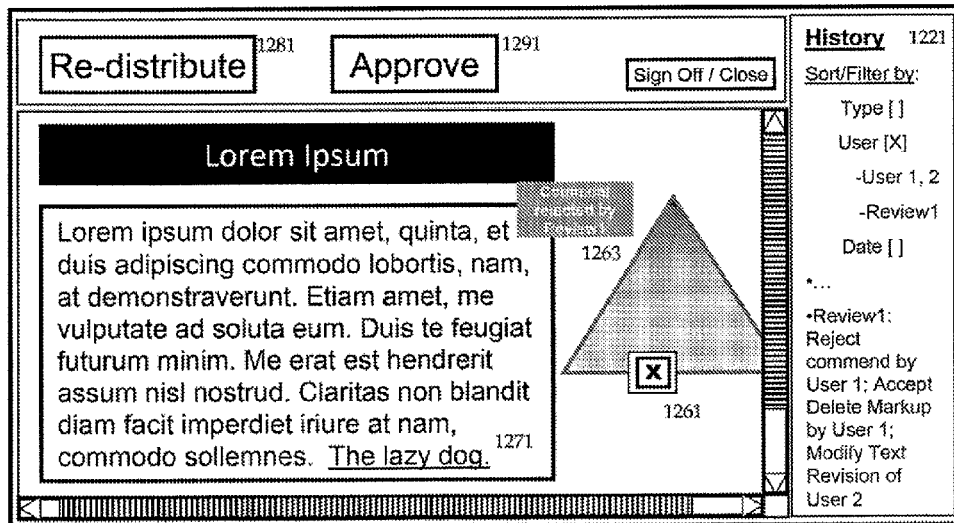 Re-distribute 1281
Approve 1291
Sign Off / Close
Lorem Ipsum
rejected by
1263
Lorem ipsum dolor sit amet, quinta, et
duis adipiscing commodo lobortis, nam,
at demonstraverunt. Etiam amet, me
vulputate ad soluta eum. Duis te feugiat
futurum minim. Me erat est hendrerit
assum nisl nostrud. Claritas non blandit
diam facit imperdiet iriure at nam,
commodo sollemnes. The lazy dog. 1271
X
1261
History 1221
Sort/Filter by:
Type [ ]
User [X]
-User 1, 2
-Review1
Date [ ]
•...
•Review1:
Reject
commend by
User 1; Accept
Delete Markup
by User 1;
Modify Text
Revision of
User 2